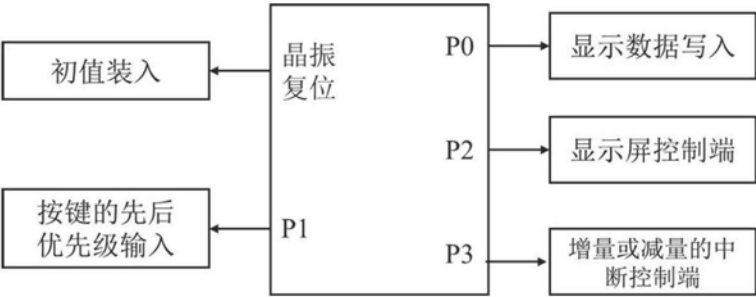 初值装入
按键的先后
优先级输入
晶振
复位
P1
P0
P2
P3
显示数据写入
显示屏控制端
增量或减量的中
断控制端